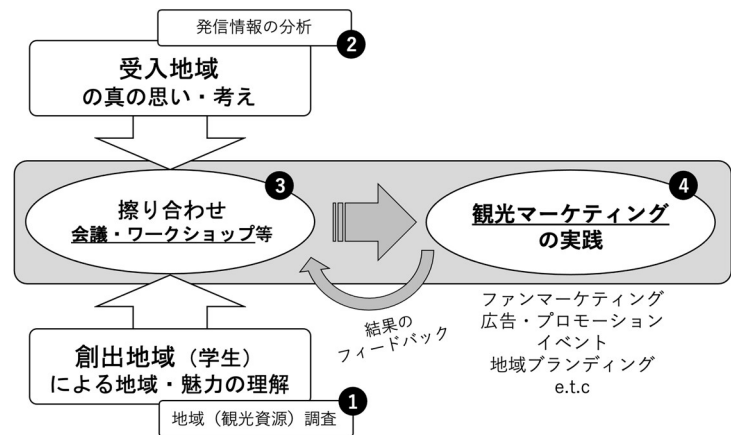 発信情報の分析
❷
受入地域
の真の思い・考え
❸
擦り合わせ
会議・ワークショップ等
❹
観光マーケティング
の実践
結果の
フィードバック
ファンマーケティング
広告・プロモーション
イベント
地域ブランディング
e.t.c
創出地域（学生）
による地域・魅力の理解
❶
地域（観光資源）調査